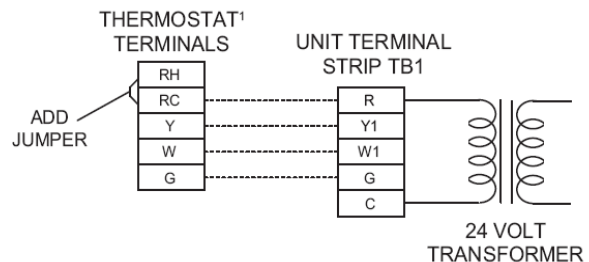 THERMOSTAT¹
TERMINALS
UNIT TERMINAL
STRIP TB1
ADD
JUMPER
RH
RC
Y
W
G
R
Y1
W1
G
C
24 VOLT
TRANSFORMER